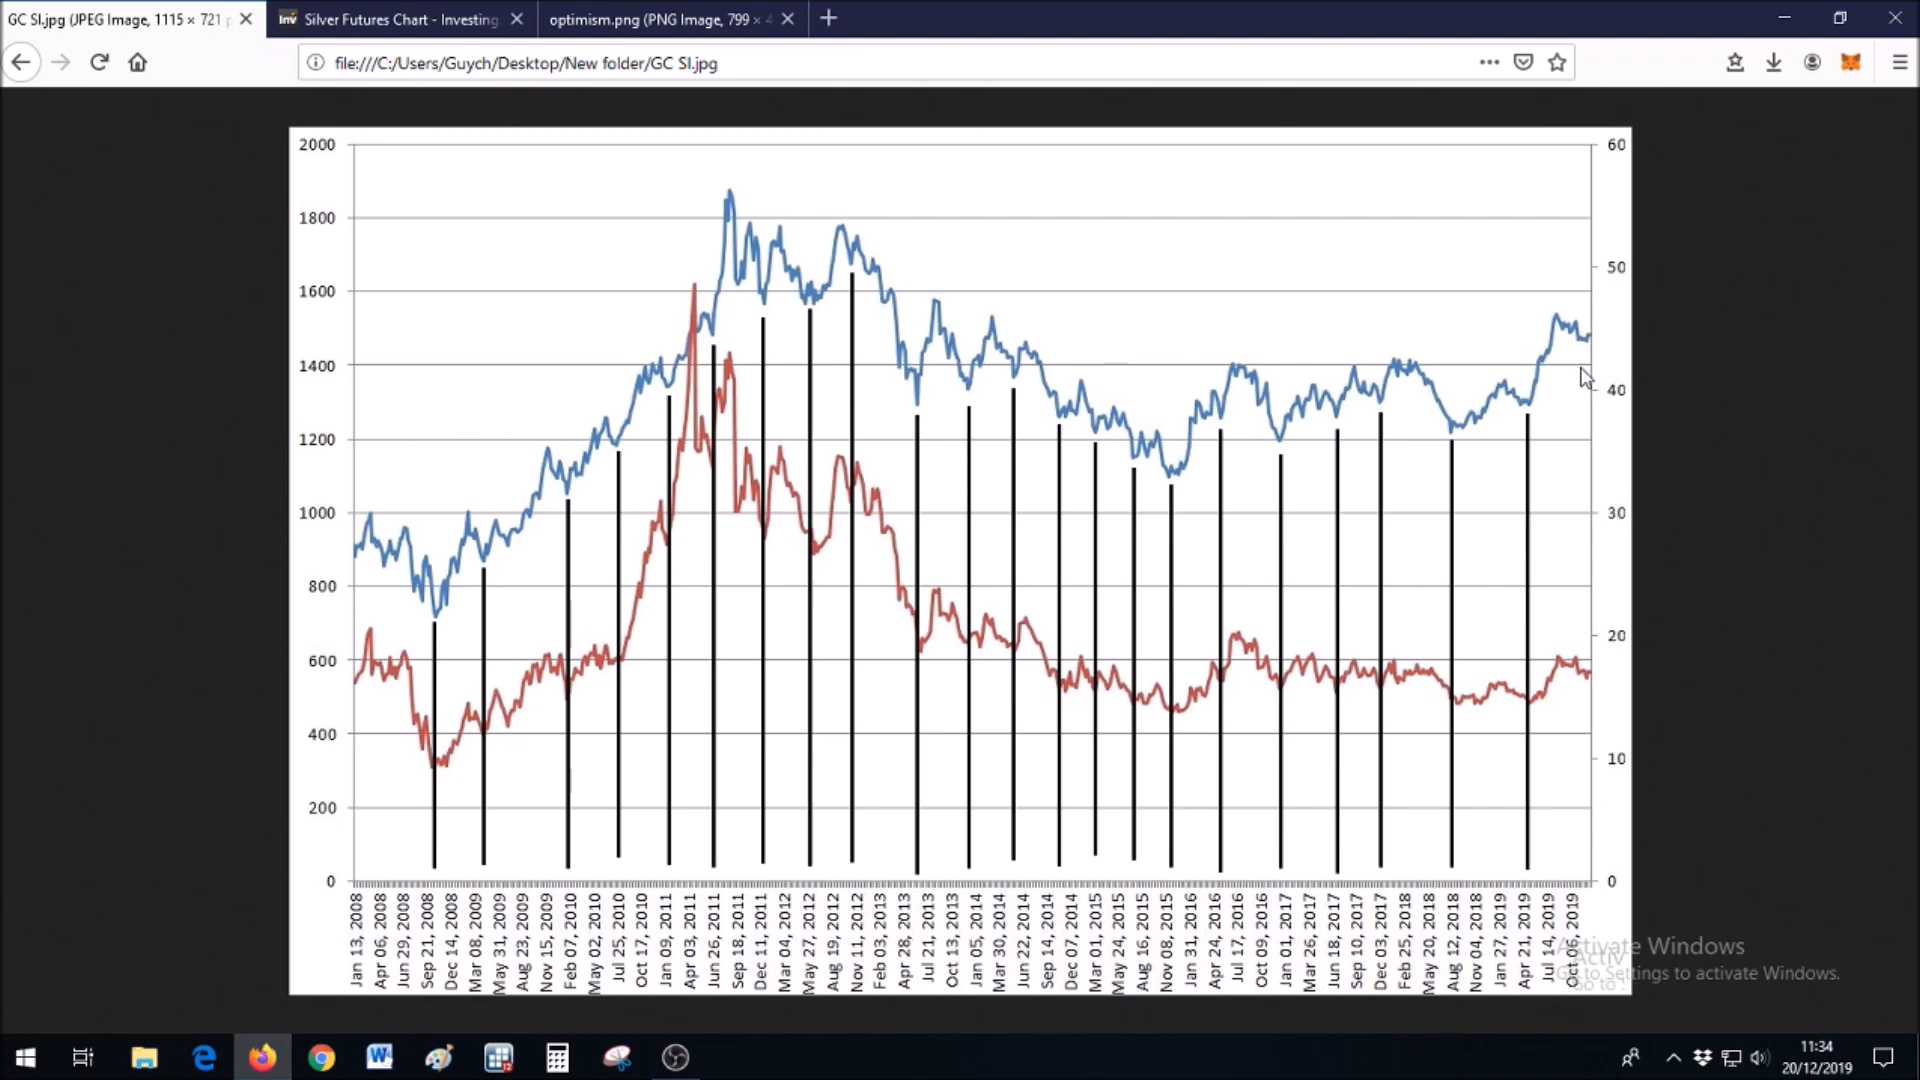 GC SI.jpg (JPEG Image, 1115 × 721 p
Silver Futures Chart - Investing.
optimism.png (PNG Image, 799 ×
file:///C:/Users/Guych/Desktop/New folder/GC SI.jpg
2000
1800
1600
1400
1200
1000
800
600
400
200
0
60
50
40
30
20
10
0
Jan 13, 2008
Apr 06, 2008
Jun 29, 2008
Sep 21, 2008
Dec 14, 2008
Mar 08, 2009
May 31, 2009
Aug 23, 2009
Nov 15, 2009
Feb 07, 2010
May 02, 2010
Jul 25, 2010
Oct 17, 2010
Jan 09, 2011
Apr 03, 2011
Jun 26, 2011
Sep 18, 2011
Dec 11, 2011
Mar 04, 2012
May 27, 2012
Aug 19, 2012
Nov 11, 2012
Feb 03, 2013
Apr 28, 2013
Jul 21, 2013
Oct 13, 2013
Jan 05, 2014
Mar 30, 2014
Jun 22, 2014
Sep 14, 2014
Dec 07, 2014
Mar 01, 2015
May 24, 2015
Aug 16, 2015
Nov 08, 2015
Jan 31, 2016
Apr 24, 2016
Jul 17, 2016
Oct 09, 2016
Jan 01, 2017
Mar 26, 2017
Jun 18, 2017
Sep 10, 2017
Dec 03, 2017
Feb 25, 2018
May 20, 2018
Aug 12, 2018
Nov 04, 2018
Jan 27, 2019
Apr 21, 2019
Jul 14, 2019
Oct 2019
Activate Windows
Go to Settings to activate Windows.
11:34
20/12/2019